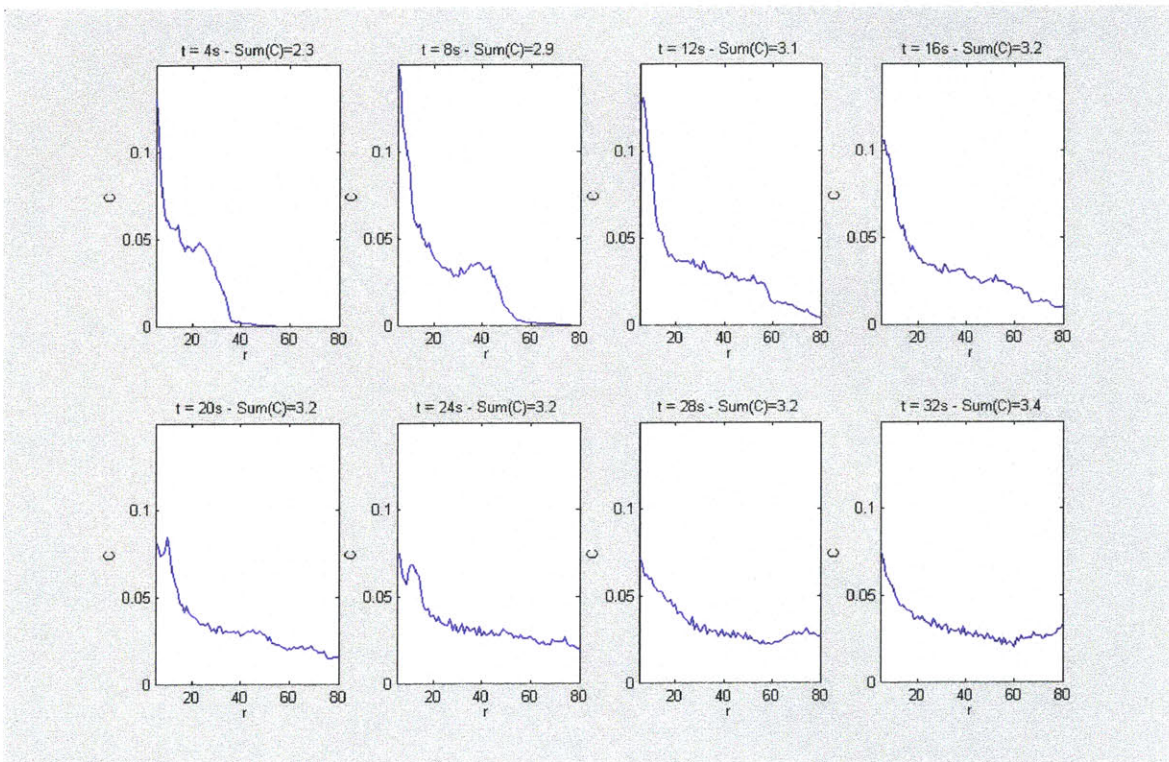 t = 4s - Sum(C)=2.3
t = 8s - Sum(C)=2.9
t = 12s - Sum(C)=3.1
t = 16s - Sum(C)=3.2
0.1
0.05
0
C
20
40
60
80
r
0.1
0.05
0
C
20
40
60
80
r
0.1
0.05
0
C
20
40
60
80
r
0.1
0.05
0
C
20
40
60
80
r
t = 20s - Sum(C)=3.2
t = 24s - Sum(C)=3.2
t = 28s - Sum(C)=3.2
t = 32s - Sum(C)=3.4
0.1
0.05
0
C
20
40
60
80
r
0.1
0.05
0
C
20
40
60
80
r
0.1
0.05
0
C
20
40
60
80
r
0.1
0.05
0
C
20
40
60
80
r